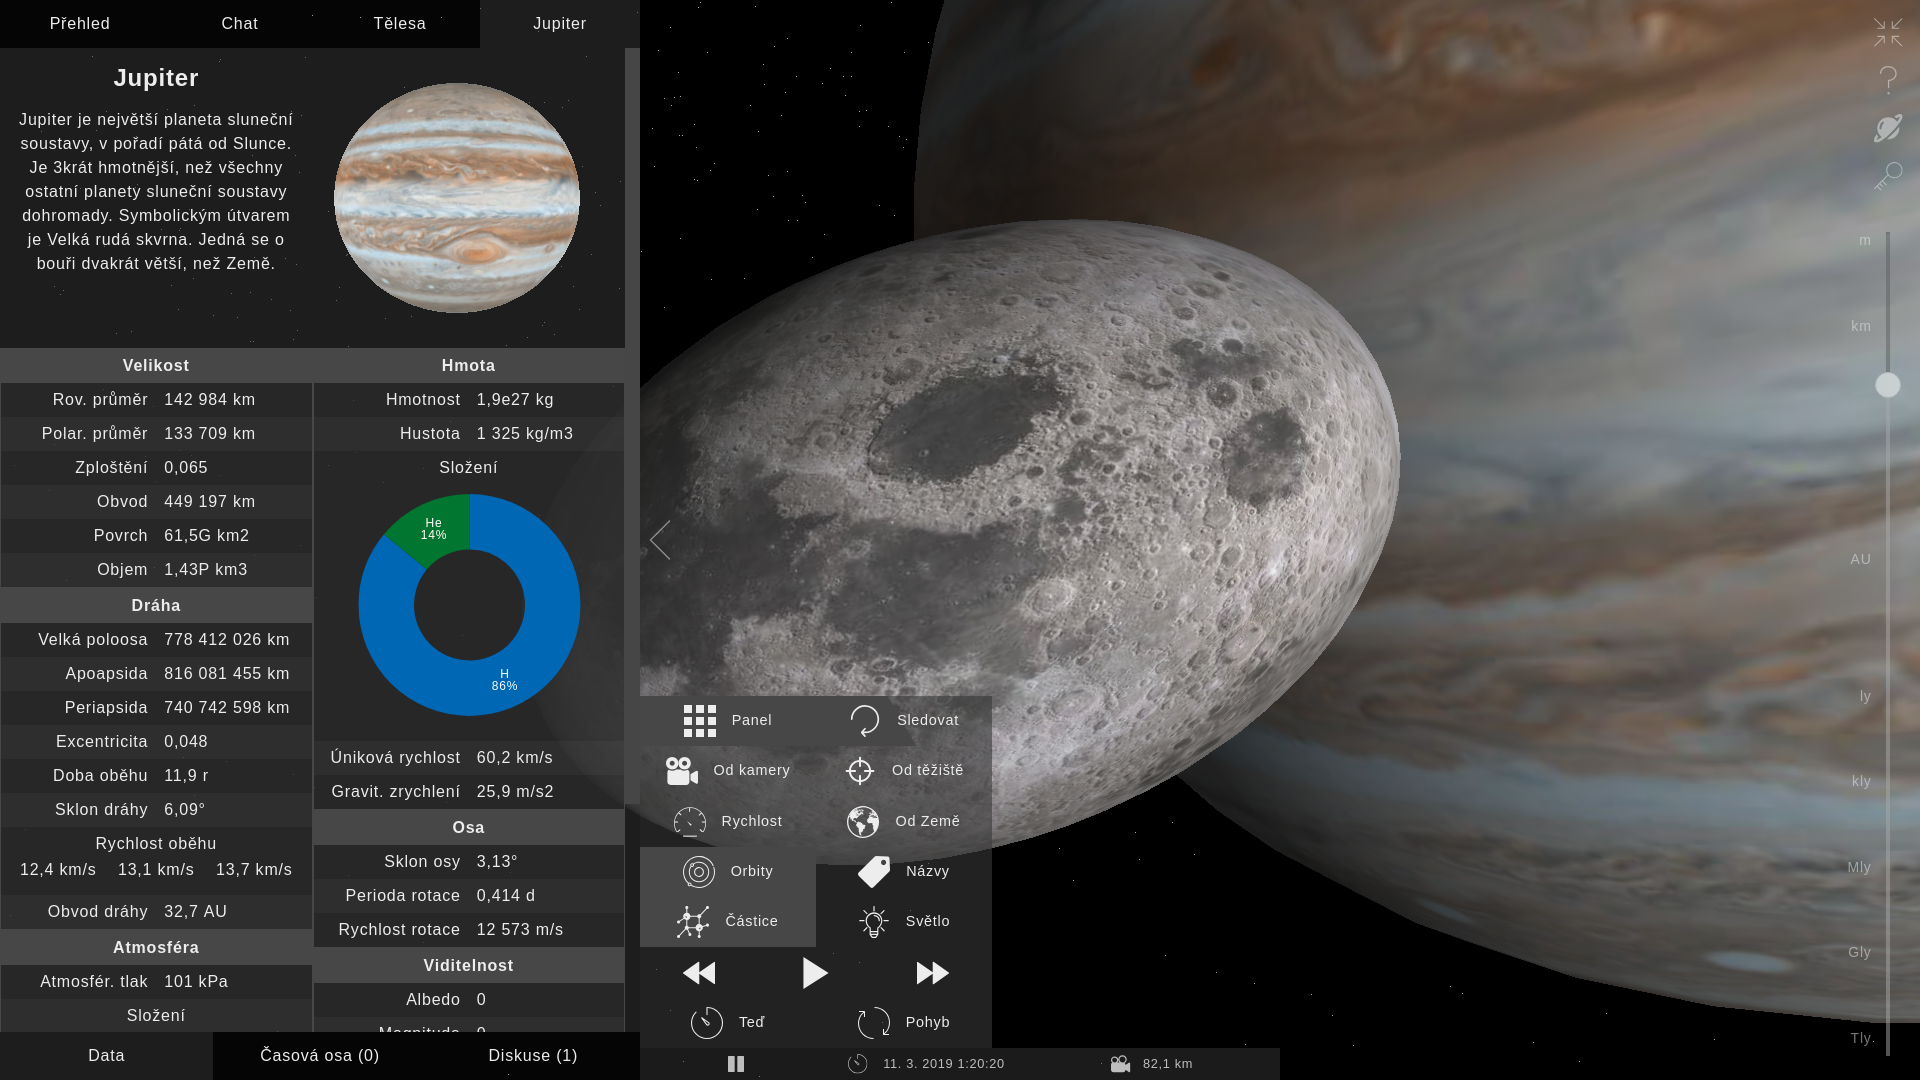 Přehled Chat Tělesa Jupiter
Jupiter
Jupiter je největší planeta sluneční
soustavy, v pořadí pátá od Slunce.
Je 3krát hmotnější, než všechny
ostatní planety sluneční soustavy
dohromady. Symbolickým útvarem
je Velká rudá skvrna. Jedná se o
bouři dvakrát větší, než Země.
Velikost
Rov. průměr 142 984 km
Polar. průměr 133 709 km
Zploštění 0,065
Obvod 449 197 km
Povrch 61,5G km2
Objem 1,43P km3
Dráha
Velká poloosa 778 412 026 km
Apoapsida 816 081 455 km
Periapsida 740 742 598 km
Excentricita 0,048
Doba oběhu 11,9 r
Sklon dráhy 6,09°
Rychlost oběhu
12,4 km/s 13,1 km/s 13,7 km/s
Obvod dráhy 32,7 AU
Atmosféra
Atmosfér. tlak 101 kPa
Složení
Hmota
Hmotnost 1,9e27 kg
Hustota 1 325 kg/m3
Složení
He
14%
H
86%
Úniková rychlost 60,2 km/s
Gravit. zrychlení 25,9 m/s2
Osa
Sklon osy 3,13°
Perioda rotace 0,414 d
Rychlost rotace 12 573 m/s
Viditelnost
Albedo 0
Magnituda 0
Data Časová osa (0) Diskuse (1)
Panel Sledovat
Od kamery Od těžiště
Rychlost Od Země
Orbity Názvy
Částice Světlo
Teď Pohyb
11. 3. 2019 1:20:20 82,1 km
m
km
AU
ly
kly
Mly
Gly
Tly